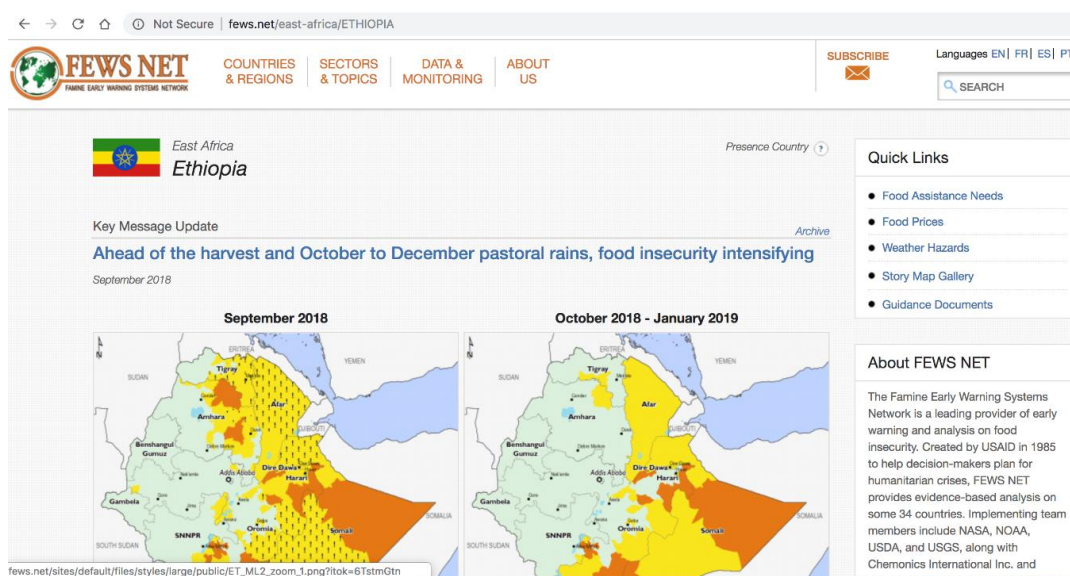 Not Secure | fews.net/east-africa/ETHIOPIA
FEWS NET
FAMINE EARLY WARNING SYSTEMS NETWORK
COUNTRIES
& REGIONS
SECTORS
& TOPICS
DATA &
MONITORING
ABOUT
US
SUBSCRIBE
Languages EN| FR| ES| PT
SEARCH
East Africa
Ethiopia
Presence Country ?
Key Message Update
Archive
Ahead of the harvest and October to December pastoral rains, food insecurity intensifying
September 2018
September 2018
N
ERITREA
YEMEN
SUDAN
Tigray
Afar
Amhara
DJIBOUTI
Benshangul
Gumuz
Dire Dawa
Addis Ababa
Harari
Gambela
SOMALIA
Oromia
Somali
SNNPR
SOUTH SUDAN
October 2018 - January 2019
N
ERITREA
YEMEN
SUDAN
Tigray
Afar
Amhara
DJIBOUTI
Benshangul
Gumuz
Dire Dawa
Addis Ababa
Harari
Gambela
SOMALIA
Oromia
Somali
SNNPR
SOUTH SUDAN
Quick Links
Food Assistance Needs
Food Prices
Weather Hazards
Story Map Gallery
Guidance Documents
About FEWS NET
The Famine Early Warning Systems
Network is a leading provider of early
warning and analysis on food
insecurity. Created by USAID in 1985
to help decision-makers plan for
humanitarian crises, FEWS NET
provides evidence-based analysis on
some 34 countries. Implementing team
members include NASA, NOAA,
USDA, and USGS, along with
Chemonics International Inc. and
fews.net/sites/default/files/styles/large/public/ET_ML2_zoom_1.png?itok=6TstmGtn